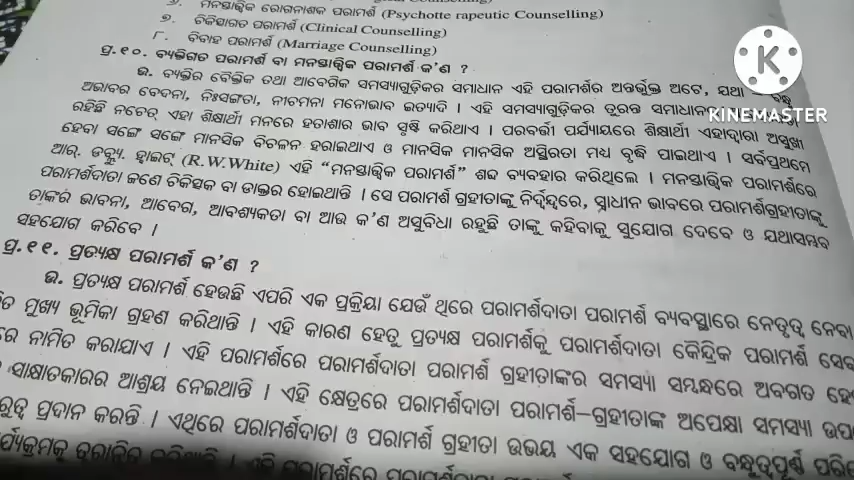 ୬. ମନସ୍ତାତ୍ତ୍ୱିକ ରୋଗନାଶକ ପରାମର୍ଶ (Psychotte rapeutic Counselling)
୭. ଚିକିତ୍ସାଗତ ପରାମର୍ଶ (Clinical Counselling)
୮. ବିବାହ ପରାମର୍ଶ (Marriage Counselling)
ପ୍ର.୧୦. ବ୍ୟକ୍ତିଗତ ପରାମର୍ଶ ବା ମନସ୍ତାତ୍ତ୍ୱିକ ପରାମର୍ଶ କ'ଣ ?
ଉ. ବ୍ୟକ୍ତିର ବୈକ୍ତିକ ତଥା ଆବେଗିକ ସମସ୍ୟାଗୁଡ଼ିକର ସମାଧାନ ଏହି ପରାମର୍ଶର ଅନ୍ତର୍ଭୁକ୍ତ ଅଟେ, ଯଥା – ବନ୍ଧୁ
ଅଭାବର ବେଦନା, ନିଃସଙ୍ଗତା, ନୀଚମନା ମନୋଭାବ ଇତ୍ୟାଦି । ଏହି ସମସ୍ୟାଗୁଡ଼ିକର ତୁରନ୍ତ ସମାଧାନର
ରହିଛି ନଚେତ୍ ଏହା ଶିକ୍ଷାର୍ଥୀ ମନରେ ହତାଶାର ଭାବ ସୃଷ୍ଟି କରିଥାଏ । ପରବର୍ତ୍ତୀ ପର୍ଯ୍ୟାୟରେ ଶିକ୍ଷାର୍ଥୀ ଏହାଦ୍ୱାରା ଅସୁଖୀ
ହେବା ସଙ୍ଗେ ସଙ୍ଗେ ମାନସିକ ବିଚଳନ ହରାଇଥାଏ ଓ ମାନସିକ ମାନସିକ ଅସ୍ଥିରତା ମଧ୍ୟ ବୃଦ୍ଧି ପାଇଥାଏ । ସର୍ବପ୍ରଥମେ
ଆର୍. ଡବ୍ଲ୍ୟୁ. ହ୍ୱାଇଟ୍ (R.W.White) ଏହି “ମନସ୍ତାତ୍ତ୍ୱିକ ପରାମର୍ଶ” ଶବ୍ଦ ବ୍ୟବହାର କରିଥିଲେ । ମନସ୍ତାତ୍ତ୍ୱିକ ପରାମର୍ଶରେ
ପରାମର୍ଶଦାତା ଜଣେ ଚିକିତ୍ସକ ବା ଡାକ୍ତର ହୋଇଥାନ୍ତି । ସେ ପରାମର୍ଶ ଗ୍ରହୀତାଙ୍କୁ ନିର୍ଦ୍ୱନ୍ଦ୍ୱରେ, ସ୍ୱାଧୀନ ଭାବରେ ପରାମର୍ଶଗ୍ରହୀତାଙ୍କୁ
ତାଙ୍କର ଭାବନା, ଆବେଗ, ଆବଶ୍ୟକତା ବା ଆଉ କ'ଣ ଅସୁବିଧା ରହୁଛି ତାଙ୍କୁ କହିବାକୁ ସୁଯୋଗ ଦେବେ ଓ ଯଥାସମ୍ଭବ
ସହଯୋଗ କରିବେ ।
ପ୍ର.୧୧. ପ୍ରତ୍ୟକ୍ଷ ପରାମର୍ଶ କ'ଣ ?
ଉ. ପ୍ରତ୍ୟକ୍ଷ ପରାମର୍ଶ ହେଉଛି ଏପରି ଏକ ପ୍ରକ୍ରିୟା ଯେଉଁ ଥିରେ ପରାମର୍ଶଦାତା ପରାମର୍ଶ ବ୍ୟବସ୍ଥାରେ ନେତୃତ୍ୱ ନେବା
ମୁଖ୍ୟ ଭୂମିକା ଗ୍ରହଣ କରିଥାନ୍ତି । ଏହି କାରଣ ହେତୁ ପ୍ରତ୍ୟକ୍ଷ ପରାମର୍ଶକୁ ପରାମର୍ଶଦାତା କୈନ୍ଦ୍ରିକ ପରାମର୍ଶ ସେବା
ରେ ନାମିତ କରାଯାଏ । ଏହି ପରାମର୍ଶରେ ପରାମର୍ଶଦାତା ପରାମର୍ଶ ଗ୍ରହୀତାଙ୍କର ସମସ୍ୟା ସମ୍ବନ୍ଧରେ ଅବଗତ
ସାକ୍ଷାତକାରର ଆଶ୍ରୟ ନେଇଥାନ୍ତି । ଏହି କ୍ଷେତ୍ରରେ ପରାମର୍ଶଦାତା ପରାମର୍ଶ–ଗ୍ରହୀତାଙ୍କ ଅପେକ୍ଷା ସମସ୍ୟା
ପ୍ରଦାନ କରନ୍ତି । ଏଥିରେ ପରାମର୍ଶଦାତା ଓ ପରାମର୍ଶ ଗ୍ରହୀତା ଉଭୟ ଏକ ସହଯୋଗ ଓ ବନ୍ଧୁତ୍ୱପୂର୍ଣ୍ଣ
ଏହି ପରାମର୍ଶରେ
K
KINEMASTER